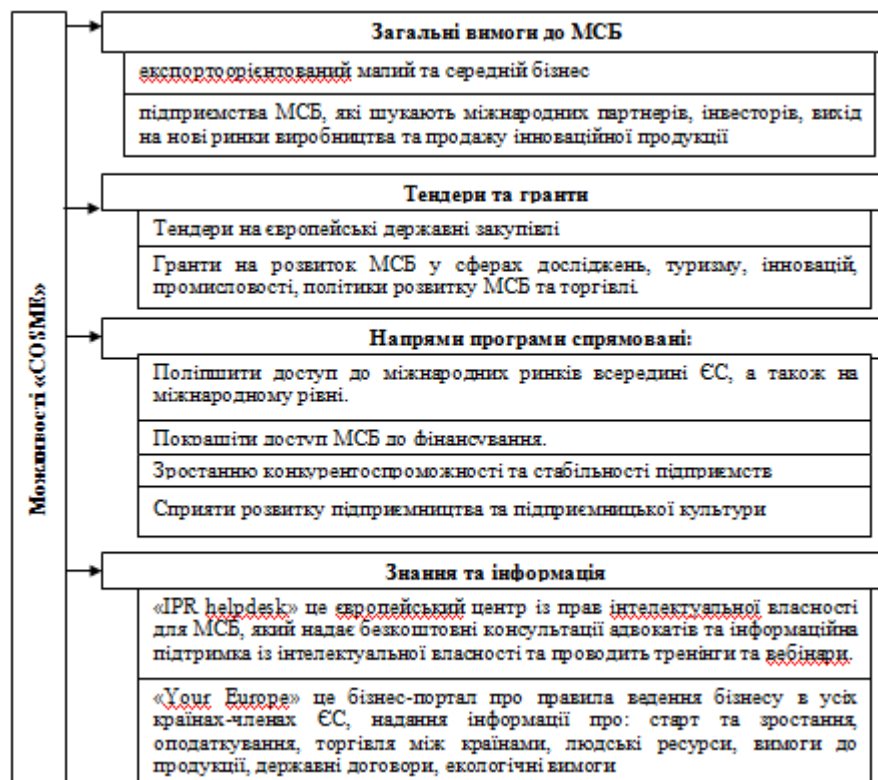 Можливості «COSME»
Загальні вимоги до МСБ
експортоорієнтований малий та середній бізнес
підприємства МСБ, які шукають міжнародних партнерів, інвесторів, вихід
на нові ринки виробництва та продажу інноваційної продукції
Тендери та гранти
Тендери на європейські державні закупівлі
Гранти на розвиток МСБ у сферах досліджень, туризму, інновацій,
промисловості, політики розвитку МСБ та торгівлі.
Напрями програми спрямовані:
Поліпшити доступ до міжнародних ринків всередині ЄС, а також на
міжнародному рівні.
Покращіти доступ МСБ до фінансування.
Зростанню конкурентоспроможності та стабільності підприємств
Сприяти розвитку підприємництва та підприємницької культури
Знання та інформація
«IPR helpdesk» це європейський центр із прав інтелектуальної власності
для МСБ, який надає безкоштовні консультації адвокатів та інформаційна
підтримка із інтелектуальної власності та проводить тренінги та вебінари.
«Your Europe» це бізнес-портал про правила ведення бізнесу в усіх
країнах-членах ЄС, надання інформації про: старт та зростання,
оподаткування, торгівля між країнами, людські ресурси, вимоги до
продукції, державні договори, екологічні вимоги